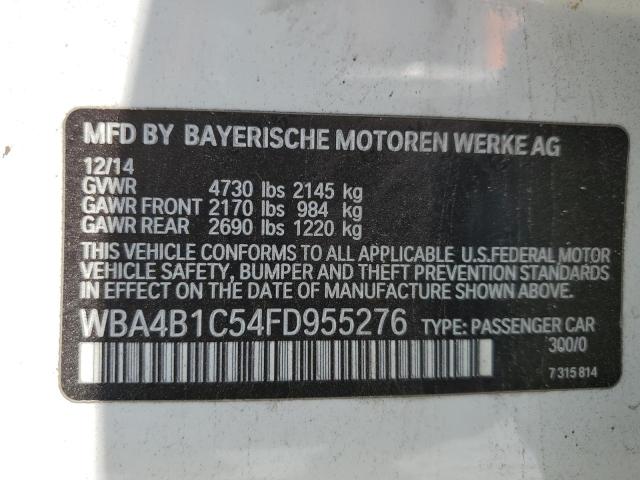 MFD BY BAYERISCHE MOTOREN WERKE AG
12/14
GVWR 4730 lbs 2145 kg
GAWR FRONT 2170 lbs 984 kg
GAWR REAR 2690 lbs 1220 kg
THIS VEHICLE CONFORMS TO ALL APPLICABLE U.S.FEDERAL MOTOR
VEHICLE SAFETY, BUMPER AND THEFT PREVENTION STANDARDS
IN EFFECT ON THE DATE OF MANUFACTURE SHOWN ABOVE.
WBA4B1C54FD955276 TYPE: PASSENGER CAR
300/0
7 315 814